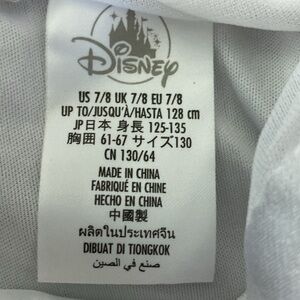 Disney
US 7/8 UK 7/8 EU 7/8
UP TO/JUSQU'À/HASTA 128 cm
JP日本 身長 125-135
胸囲 61-67 サイズ130
CN 130/64
MADE IN CHINA
FABRIQUÉ EN CHINE
HECHO EN CHINA
中國製
ผลิตในประเทศจีน
DIBUAT DI TIONGKOK
صنع في الصين